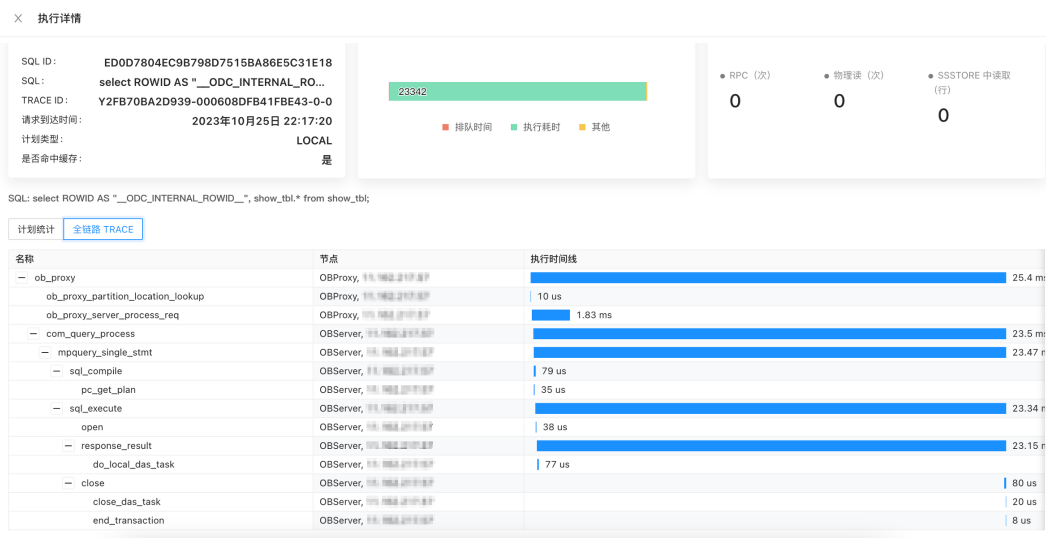 执行详情
SQL ID: ED0D7804EC9B798D7515BA86E5C31E18
SQL: select ROWID AS "__ODC_INTERNAL_RO...
TRACE ID: Y2FB70BA2D939-000608DFB41FBE43-0-0
请求到达时间: 2023年10月25日 22:17:20
计划类型: LOCAL
是否命中缓存: 是
23342
排队时间 执行耗时 其他
RPC(次) 物理读(次) SSSTORE 中读取
(行)
0 0
0
SQL: select ROWID AS "__ODC_INTERNAL_ROWID__", show_tbl.* from show_tbl;
计划统计 全链路 TRACE
名称 节点 执行时间线
ob_proxy OBProxy, 25.4 ms
ob_proxy_partition_location_lookup OBProxy, 10 us
ob_proxy_server_process_req OBProxy, 1.83 ms
com_query_process OBServer, 23.5 ms
mpquery_single_stmt OBServer, 23.47
sql_compile OBServer, 79 us
pc_get_plan OBServer, 35 us
sql_execute OBServer, 23.34
open OBServer, 38 us
response_result OBServer, 23.15
do_local_das_task OBServer, 77 us
close OBServer, 80 us
close_das_task OBServer, 20 us
end_transaction OBServer, 8 us